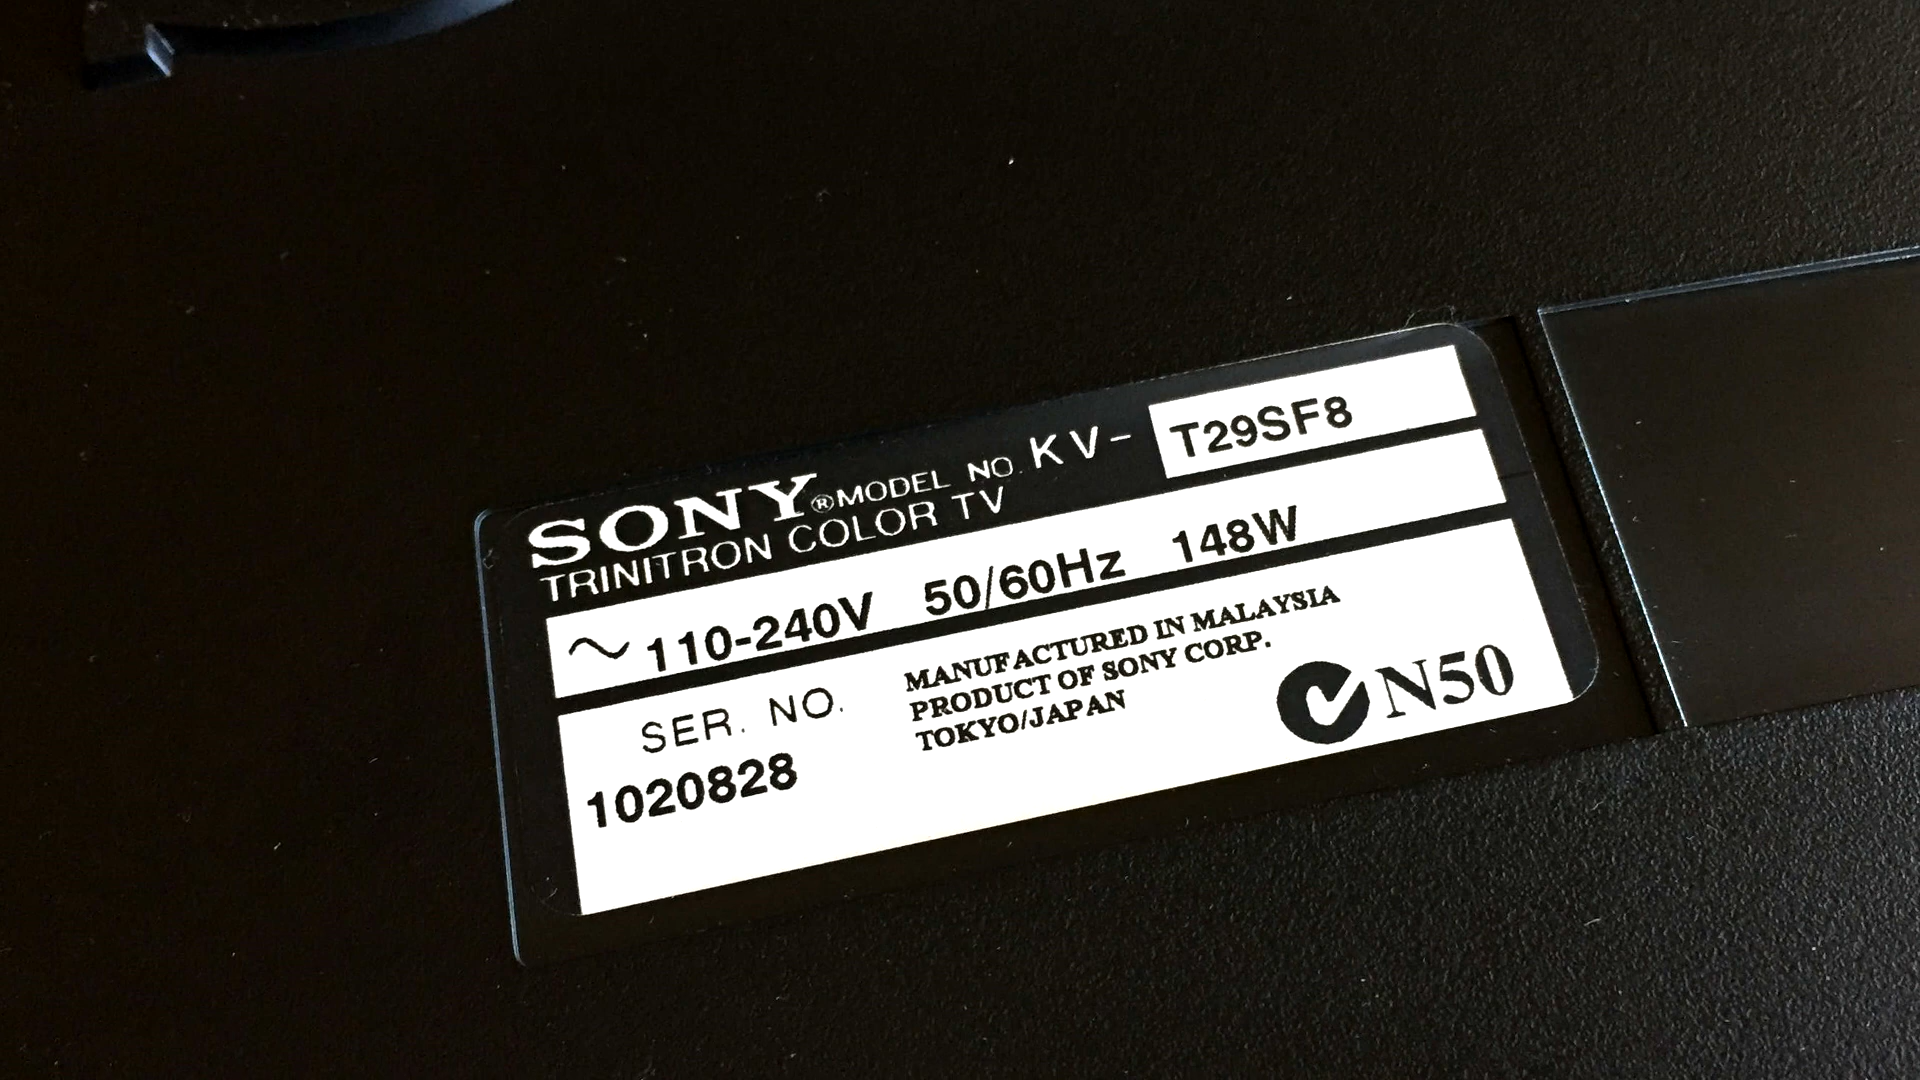 SONY® MODEL NO. KV- T29SF8
TRINITRON COLOR TV
~ 110-240V 50/60Hz 148W
SER. NO.
1020828
MANUFACTURED IN MALAYSIA
PRODUCT OF SONY CORP.
TOKYO/JAPAN
N50